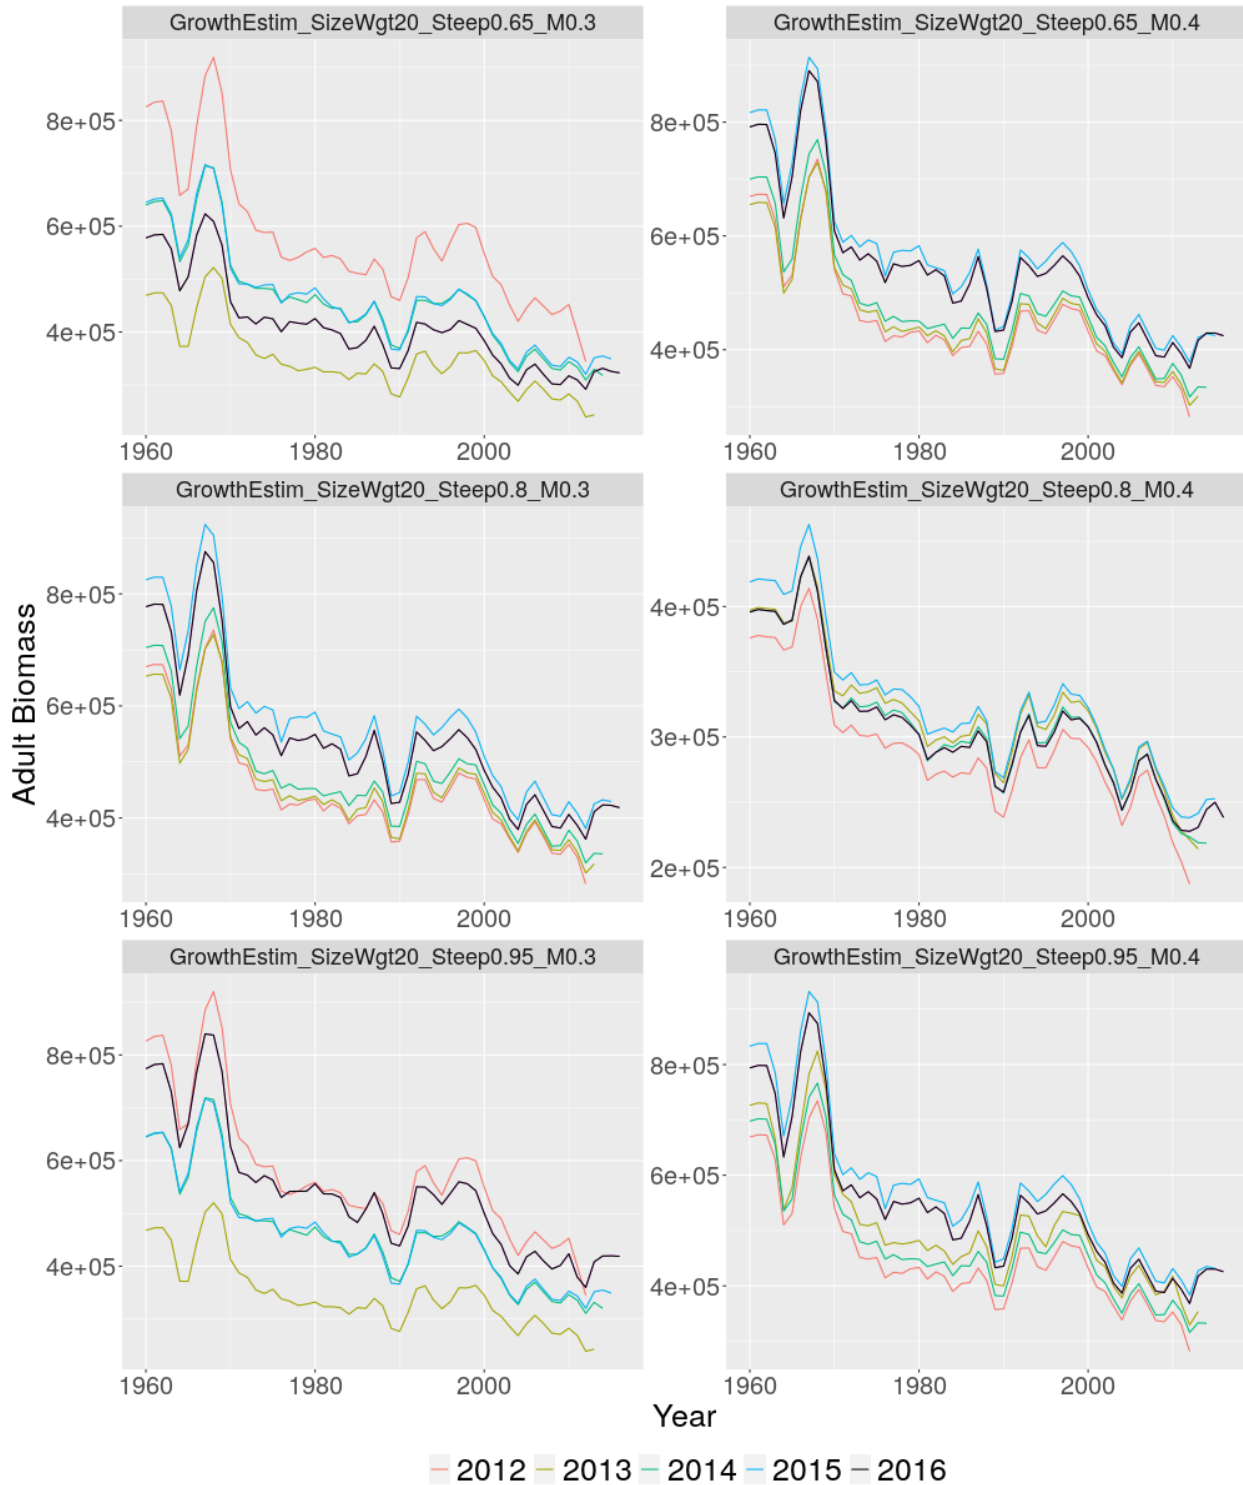 GrowthEstim_SizeWgt20_Steep0.65_M0.3
GrowthEstim_SizeWgt20_Steep0.65_M0.4
8e+05
6e+05
4e+05
1960 1980 2000
8e+05
6e+05
4e+05
1960 1980 2000
GrowthEstim_SizeWgt20_Steep0.8_M0.3
GrowthEstim_SizeWgt20_Steep0.8_M0.4
Adult Biomass
8e+05
6e+05
4e+05
1960 1980 2000
4e+05
3e+05
2e+05
1960 1980 2000
GrowthEstim_SizeWgt20_Steep0.95_M0.3
GrowthEstim_SizeWgt20_Steep0.95_M0.4
8e+05
6e+05
4e+05
1960 1980 2000
8e+05
6e+05
4e+05
1960 1980 2000
Year
2012 2013 2014 2015 2016